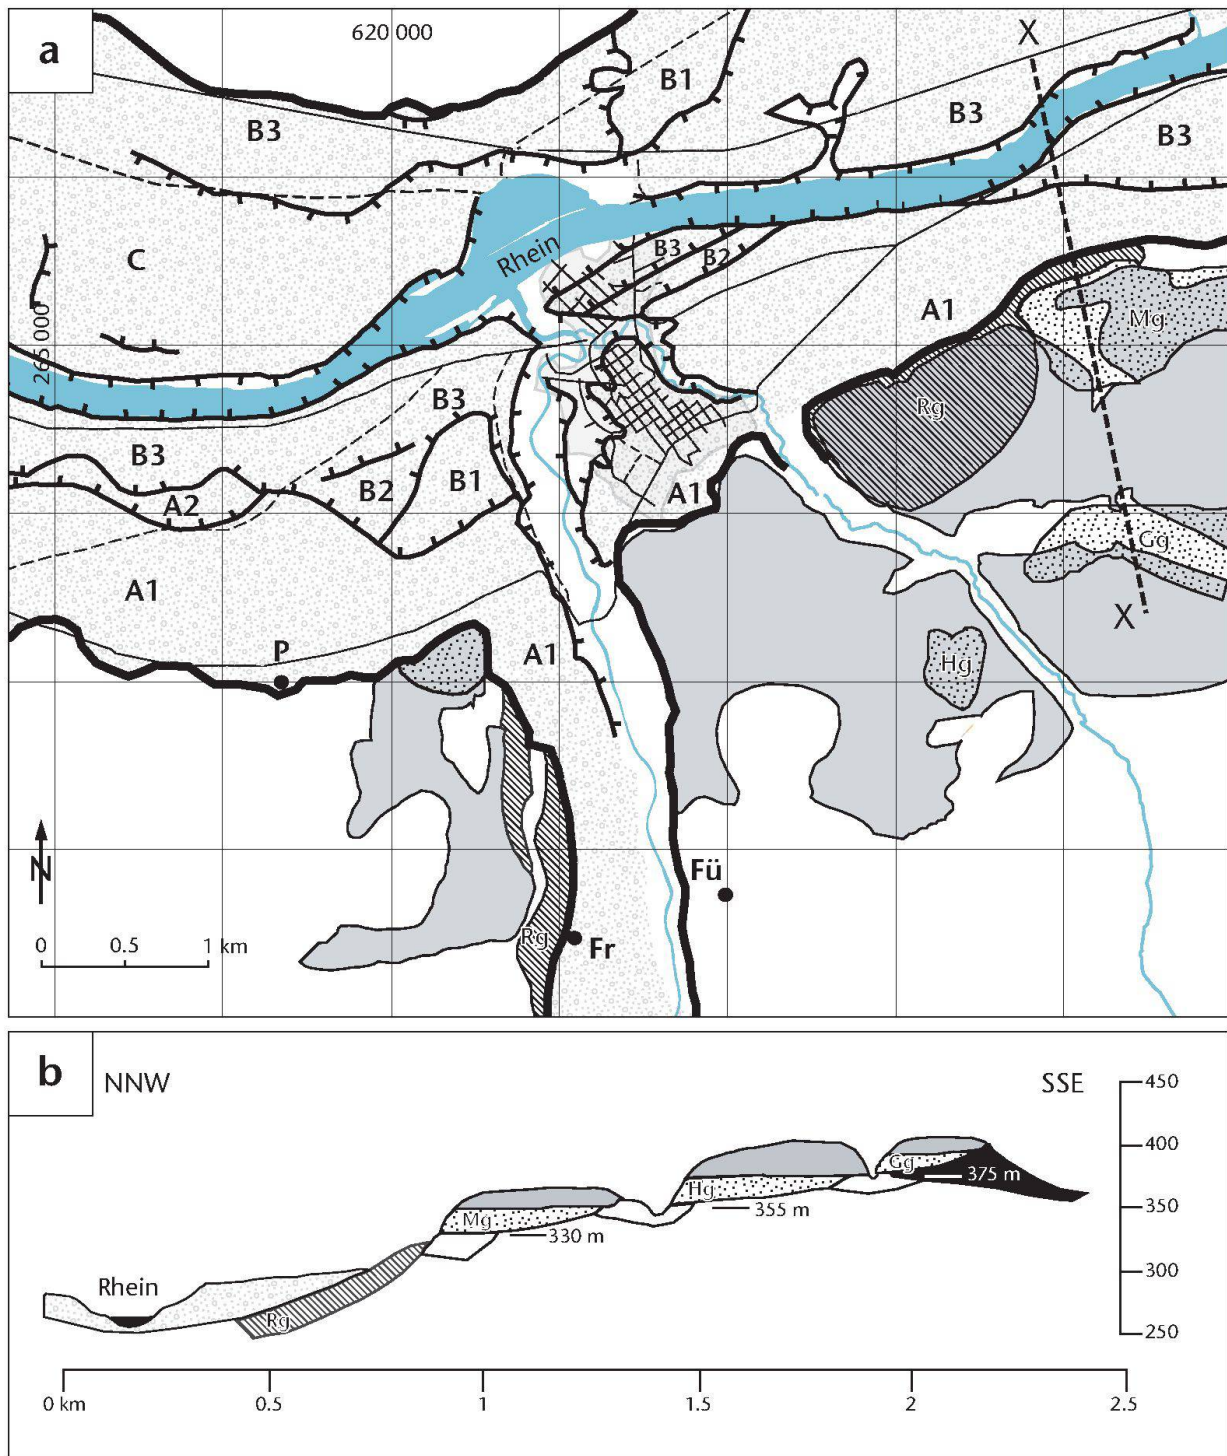 a
620 000
X
B1
B3
B3
B3
C
Rhein
B3
B2
265 000
A1
Mg
Rg
B3
B3
A2
B2
B1
A1
Gg
A1
X
P
A1
Hg
N
0 0.5 1 km
Fü
Rg
Fr
b
NNW
SSE
450
400
350
300
250
Gg
375 m
Hg
355 m
Mg
330 m
Rhein
Rg
0 km 0.5 1 1.5 2 2.5